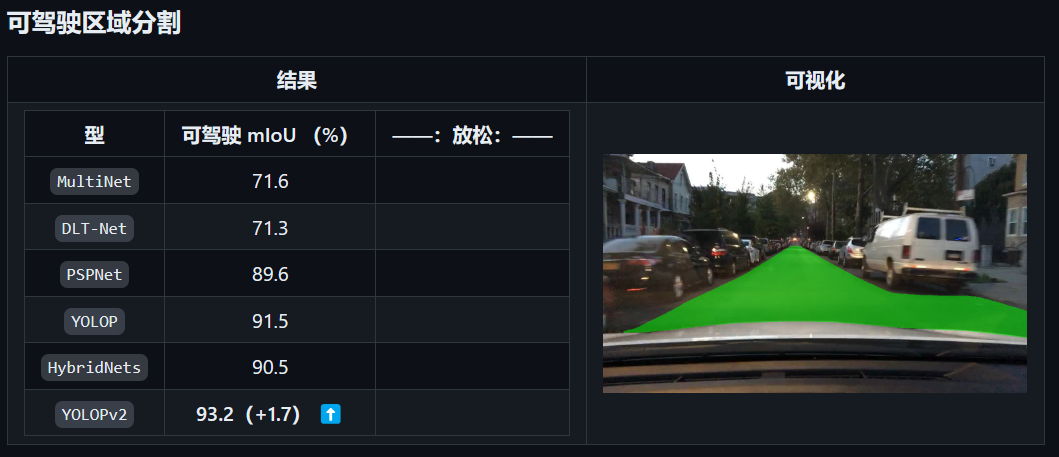 可驾驶区域分割
结果 可视化
型 可驾驶 mIoU （%） ——：放松：——
MultiNet 71.6
DLT-Net 71.3
PSPNet 89.6
YOLOP 91.5
HybridNets 90.5
YOLOPv2 93.2（+1.7） ⬆️